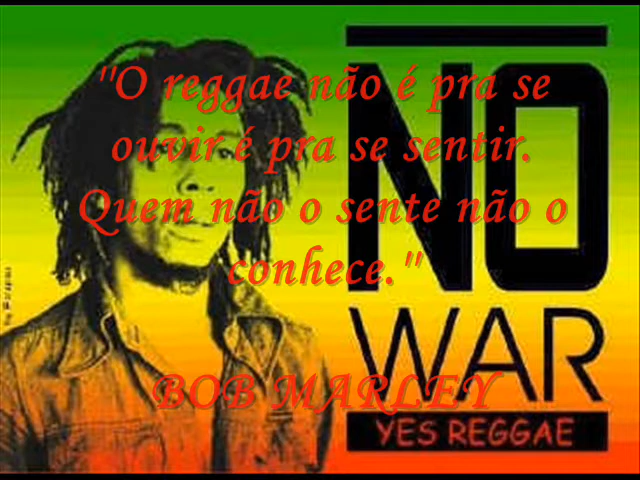 "O reggae não é pra se
ouvir é pra se sentir.
Quem não o sente não o
conhece."
BOB MARLEY
NO
WAR
YES REGGAE